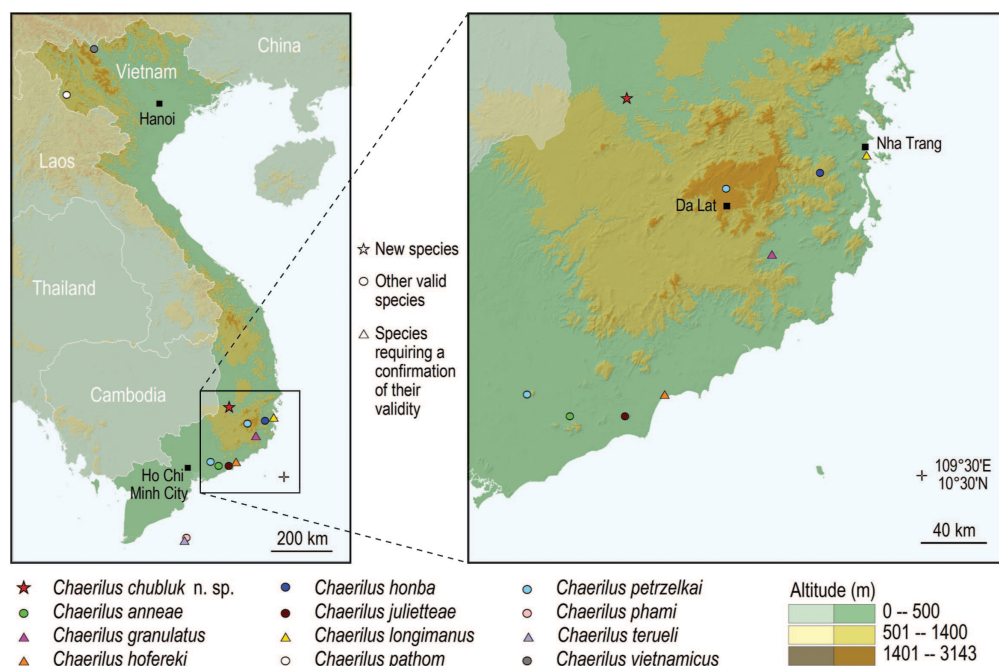 China
Vietnam
Hanoi
Laos
Thailand
Cambodia
Ho Chi
Minh City
200 km
New species
Other valid
species
Species
requiring a
confirmation
of their
validity
Nha Trang
Da Lat
109°30'E
10°30'N
40 km
Chaerilus chubluk n. sp.
Chaerilus anneae
Chaerilus granulatus
Chaerilus hofereki
Chaerilus honba
Chaerilus julietteae
Chaerilus longimanus
Chaerilus pathom
Chaerilus petrzelkai
Chaerilus phami
Chaerilus terueli
Chaerilus vietnamicus
Altitude (m)
0 -- 500
501 -- 1400
1401 -- 3143